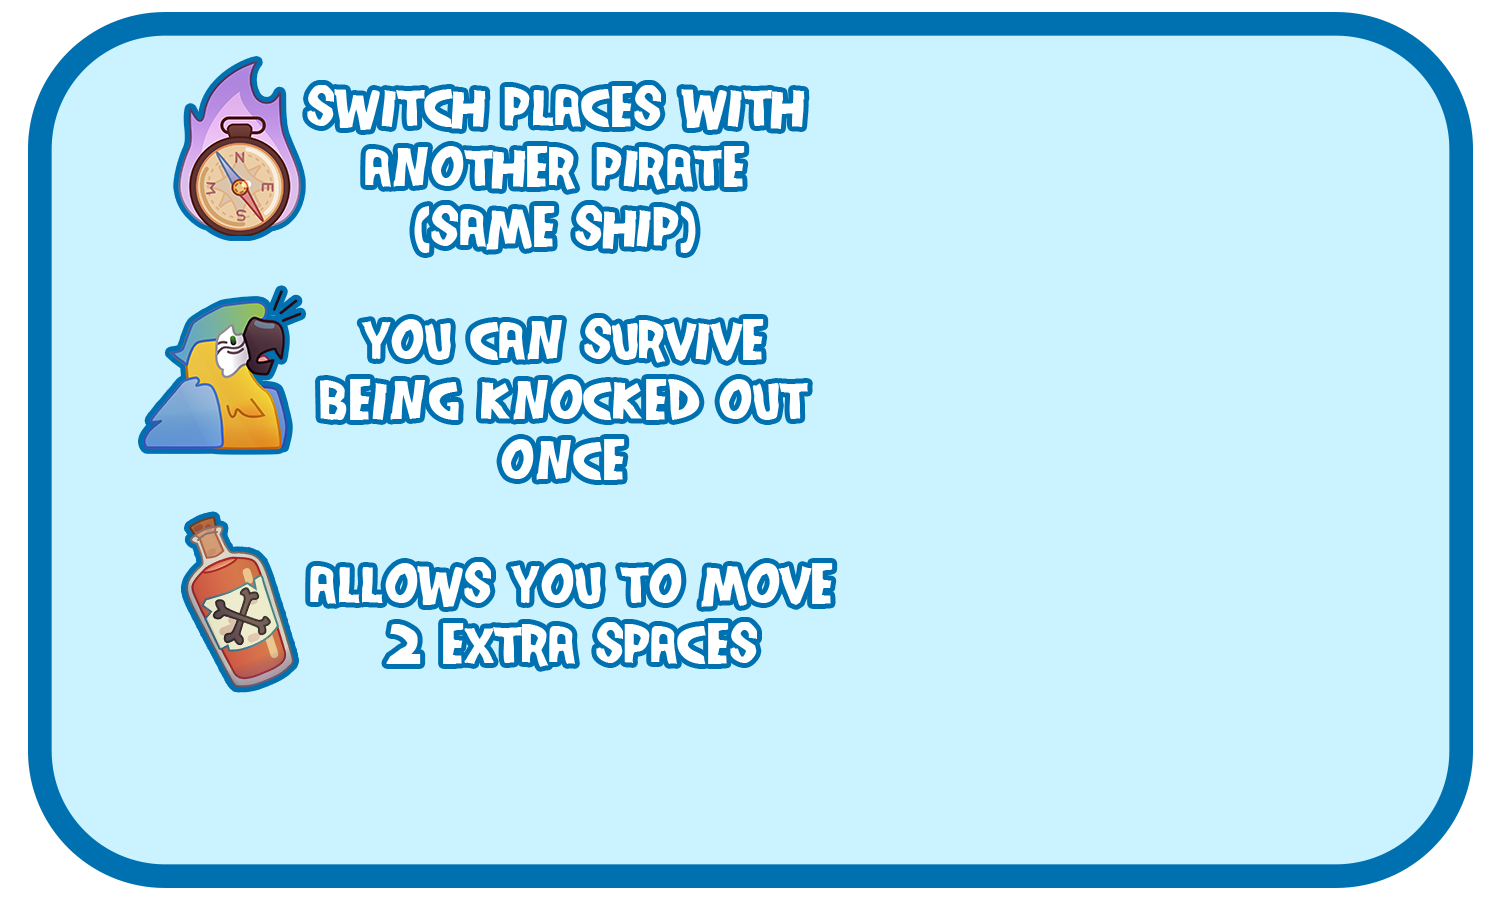 N
E
S
M
SWITCH PLACES WITH
ANOTHER PIRATE
(SAME SHIP)
YOU CAN SURVIVE
BEING KNOCKED OUT
ONCE
ALLOWS YOU TO MOVE
2 EXTRA SPACES